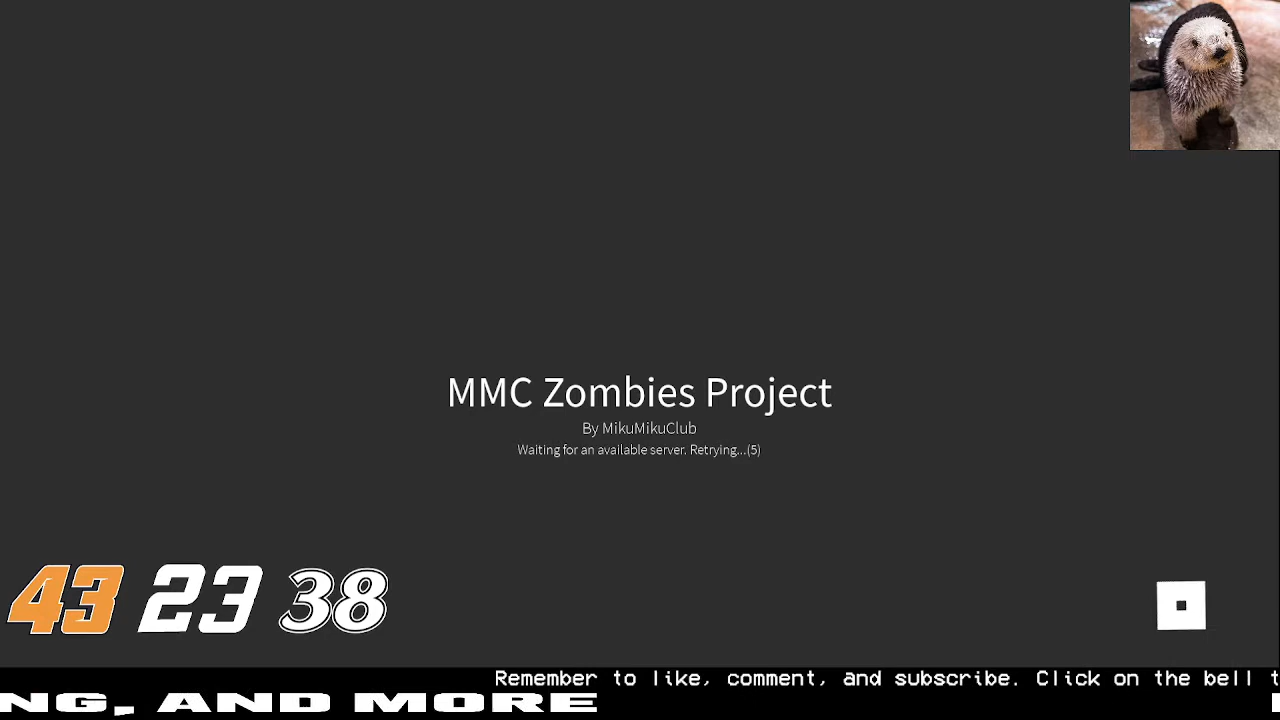 MMC Zombies Project
By MikuMikuClub
Waiting for an available server. Retrying...(5)
43 23 38
Remember to like, comment, and subscribe. Click on the bell t
NG, AND MORE